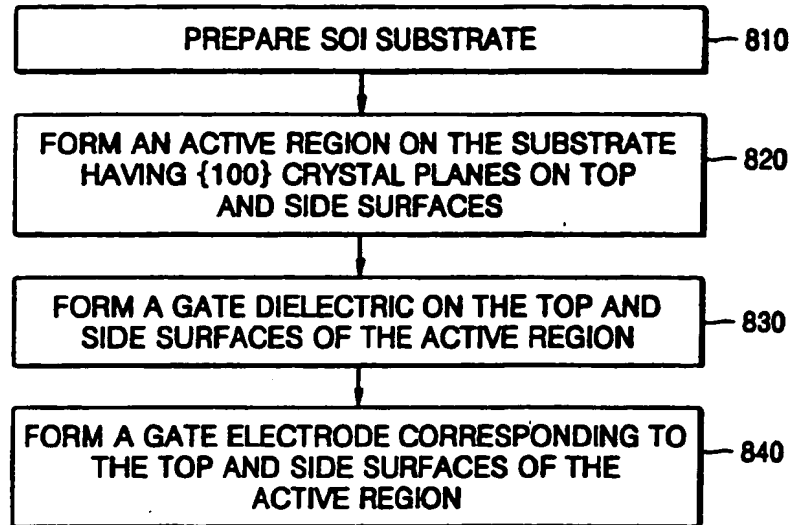 PREPARE SOI SUBSTRATE
810
FORM AN ACTIVE REGION ON THE SUBSTRATE
HAVING {100} CRYSTAL PLANES ON TOP
AND SIDE SURFACES
820
FORM A GATE DIELECTRIC ON THE TOP AND
SIDE SURFACES OF THE ACTIVE REGION
830
FORM A GATE ELECTRODE CORRESPONDING TO
THE TOP AND SIDE SURFACES OF THE
ACTIVE REGION
840